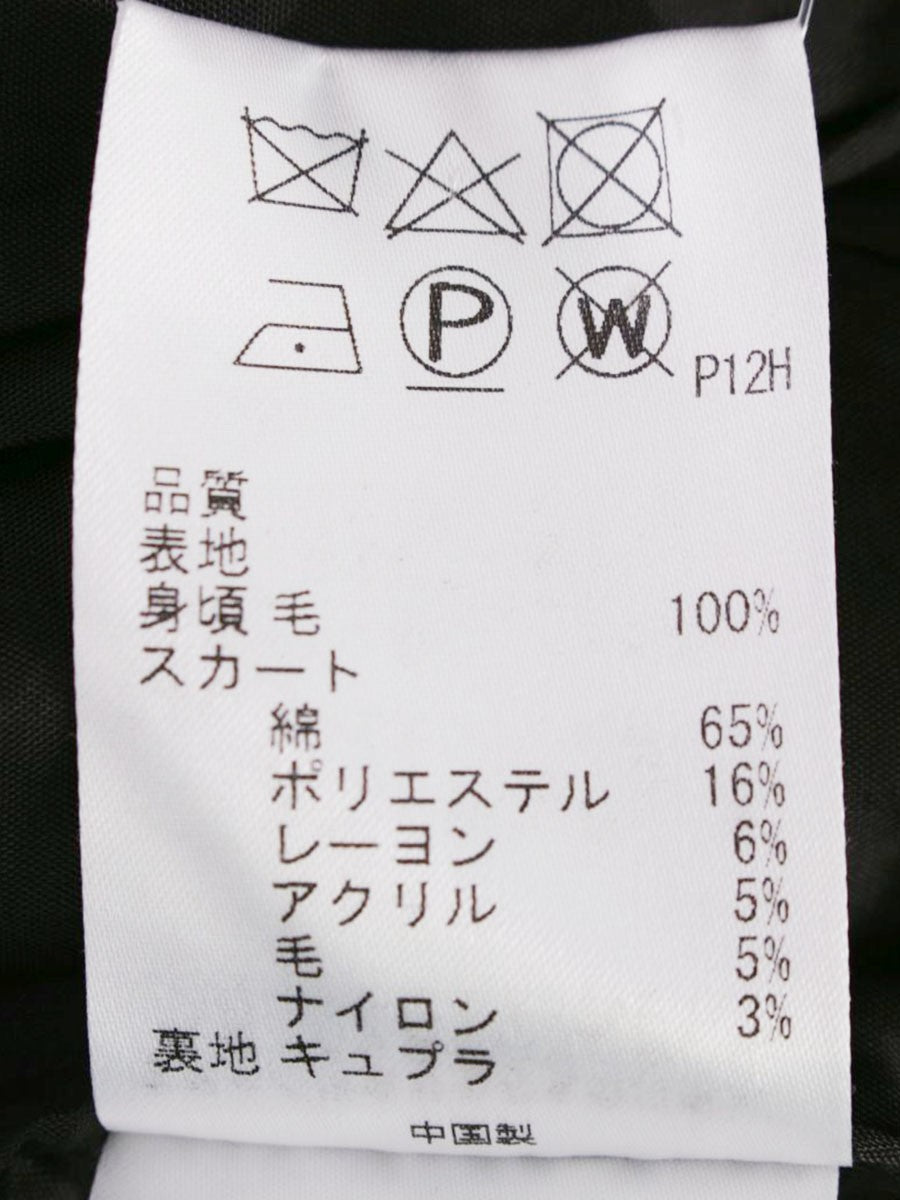 P W P12H
品質
表地
身頃 毛 100%
スカート
綿 65%
ポリエステル 16%
レーヨン 6%
アクリル 5%
毛 5%
ナイロン 3%
裏地 キュプラ
中国製